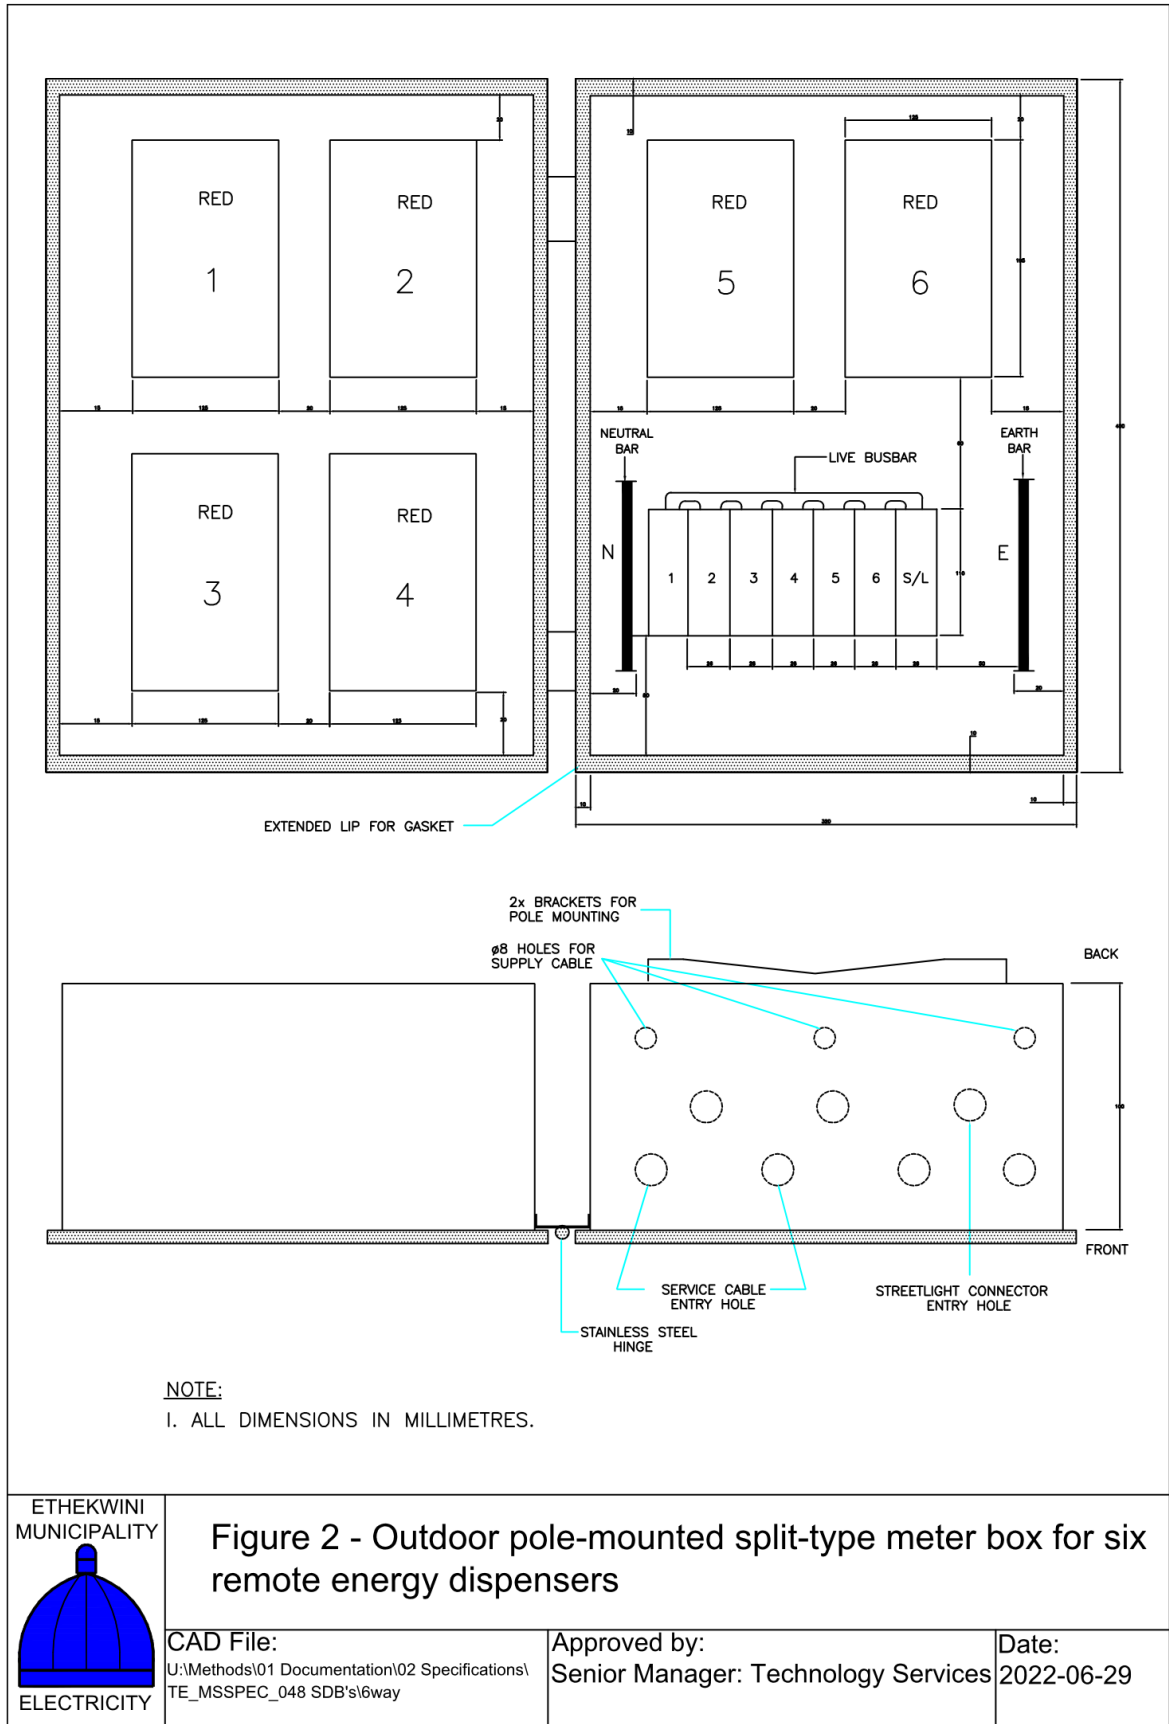 RED
RED
RED
RED
1
2
5
6
NEUTRAL
BAR
EARTH
BAR
LIVE BUSBAR
RED
RED
3
4
N
E
1 2 3 4 5 6 S/L
EXTENDED LIP FOR GASKET
2x BRACKETS FOR
POLE MOUNTING
ø8 HOLES FOR
SUPPLY CABLE
BACK
FRONT
SERVICE CABLE
ENTRY HOLE
STREETLIGHT CONNECTOR
ENTRY HOLE
STAINLESS STEEL
HINGE
NOTE:
I. ALL DIMENSIONS IN MILLIMETRES.
ETHEKWINI
MUNICIPALITY
ELECTRICITY
Figure 2 - Outdoor pole-mounted split-type meter box for six
remote energy dispensers
CAD File:
U:\Methods\01 Documentation\02 Specifications\
TE_MSSPEC_048 SDB's\6way
Approved by:
Senior Manager: Technology Services
Date:
2022-06-29